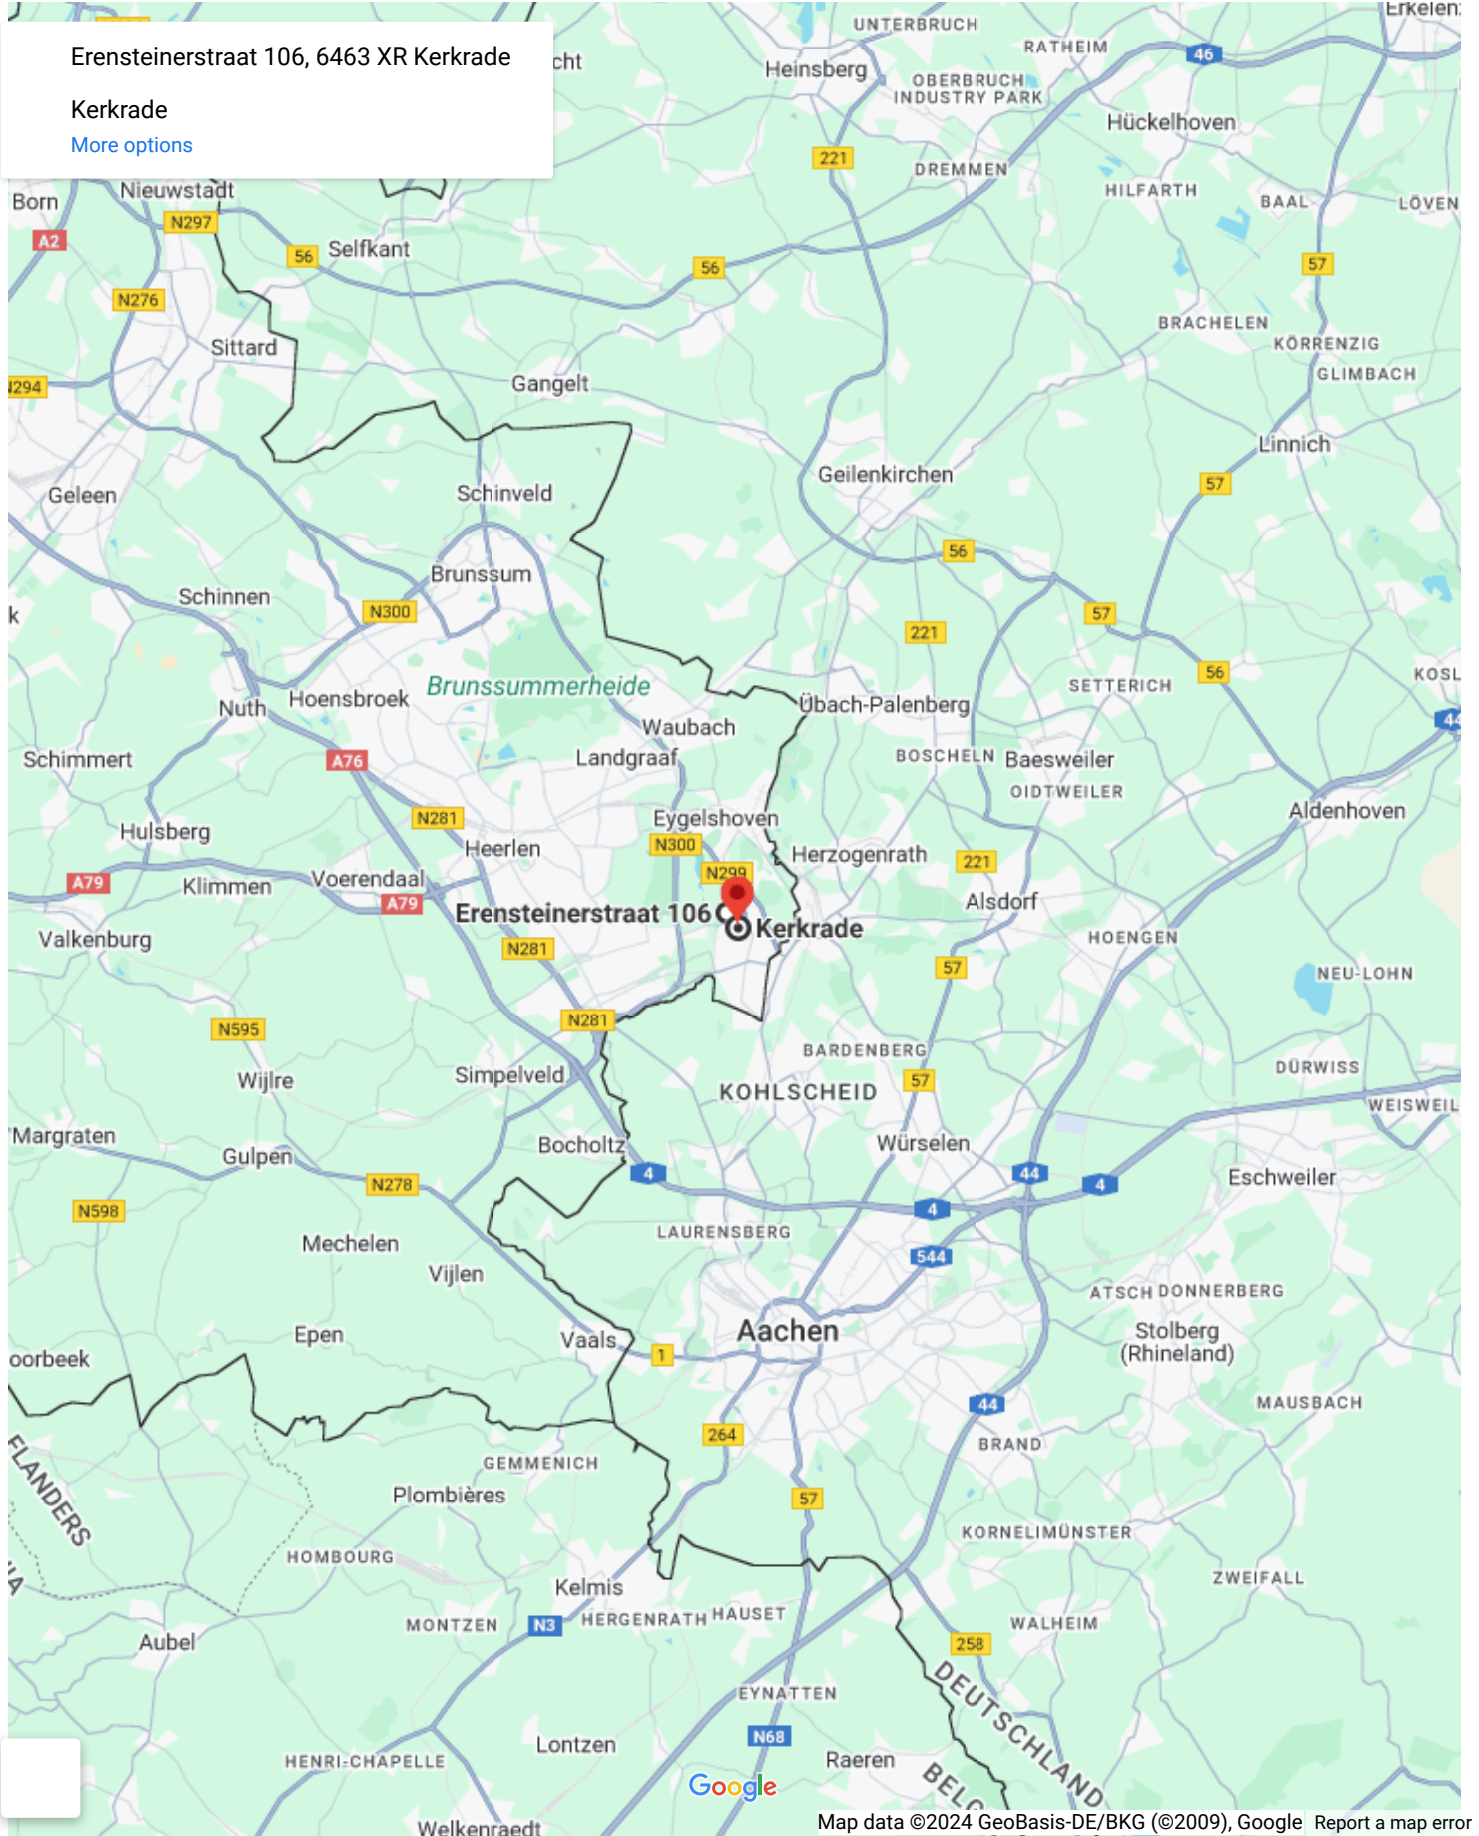 Erensteinerstraat 106, 6463 XR Kerkrade
Kerkrade
More options
cht
UNTERBRUCH
Erkelen
RATHEIM
46
Heinsberg
OBERBRUCH
INDUSTRY PARK
Hückelhoven
221
DREMMEN
HILFARTH
BAAL
LÖVEN
Born
Nieuwstadt
N297
A2
56
Selfkant
56
57
N276
Sittard
BRACHELEN
KÖRRENZIG
GLIMBACH
N294
Gangelt
Linnich
Geleen
Schinveld
Geilenkirchen
57
56
Brunssum
Schinnen
N300
k
221
57
56
Brunssummerheide
SETTERICH
KOSL
Hoensbroek
Nuth
Übach-Palenberg
44
Waubach
Schimmert
A76
Landgraaf
BOSCHELN
Baesweiler
OIDTWEILER
Aldenhoven
N281
Eygelshoven
Hulsberg
Heerlen
N300
Herzogenrath
221
N299
A79
Klimmen
Voerendaal
A79
Erensteinerstraat 106
Kerkrade
Alsdorf
Valkenburg
N281
HOENGEN
57
NEU-LOHN
N595
N281
BARDENBERG
Wijlre
Simpelveld
KOHLSCHEID
57
DÜRWISS
WEISWEIL
Margraten
Gulpen
Bocholtz
Würselen
N278
4
44
4
Eschweiler
N598
4
LAURENSBERG
Mechelen
544
Vijlen
ATSCH
DONNERBERG
Epen
Vaals
Aachen
Stolberg
(Rhineland)
oorbeek
1
44
MAUSBACH
264
BRAND
FLANDERS
GEMMENICH
Plombières
57
KORNELIMÜNSTER
IA
HOMBOURG
Kelmis
ZWEIFALL
MONTZEN
N3
HERGENRATH
HAUSET
WALHEIM
Aubel
258
DEUTSCHLAND
EYNATTEN
N68
Lontzen
Raeren
HENRI-CHAPELLE
BELG
Google
Welkenraedt
Map data ©2024 GeoBasis-DE/BKG (©2009), Google
Report a map error